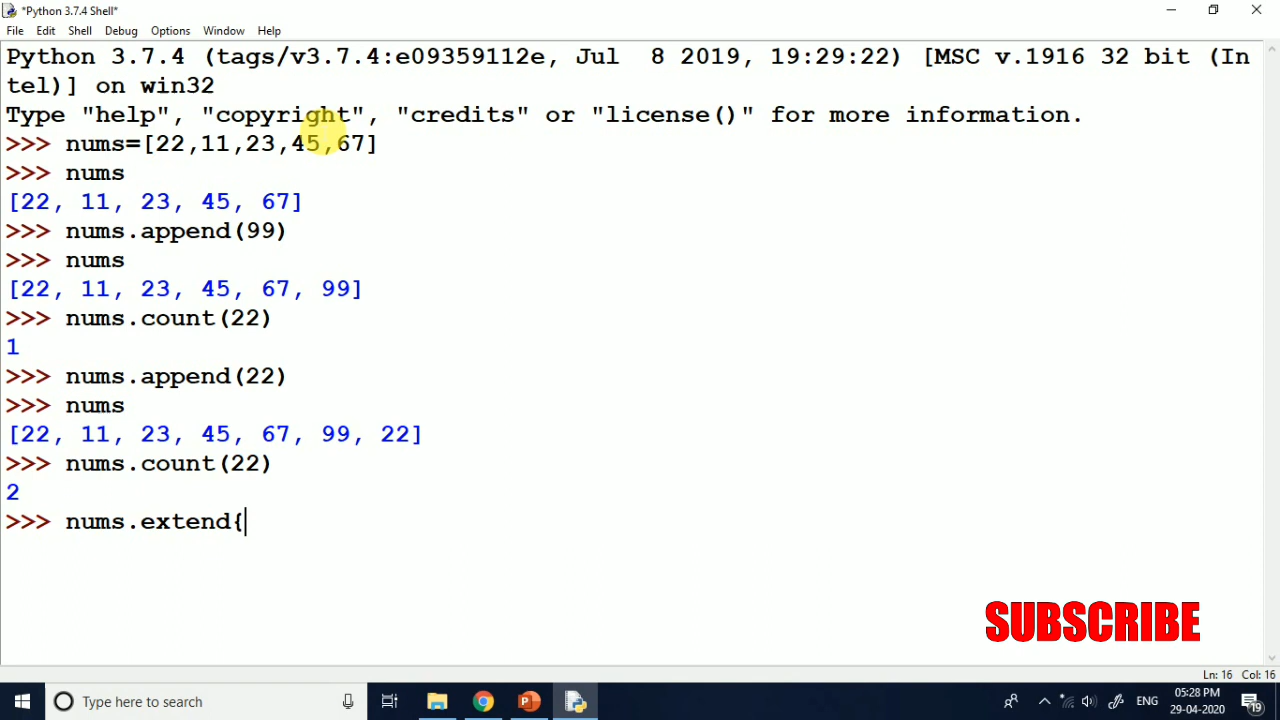 *Python 3.7.4 Shell*
File Edit Shell Debug Options Window Help
Python 3.7.4 (tags/v3.7.4:e09359112e, Jul  8 2019, 19:29:22) [MSC v.1916 32 bit (In
tel)] on win32
Type "help", "copyright", "credits" or "license()" for more information.
>>> nums=[22,11,23,45,67]
>>> nums
[22, 11, 23, 45, 67]
>>> nums.append(99)
>>> nums
[22, 11, 23, 45, 67, 99]
>>> nums.count(22)
1
>>> nums.append(22)
>>> nums
[22, 11, 23, 45, 67, 99, 22]
>>> nums.count(22)
2
>>> nums.extend{
SUBSCRIBE
Ln: 16 Col: 16
Type here to search
ENG
05:28 PM
29-04-2020
19